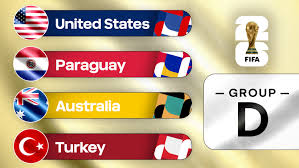 United States
Paraguay
Australia
Turkey
FIFA
GROUP
D